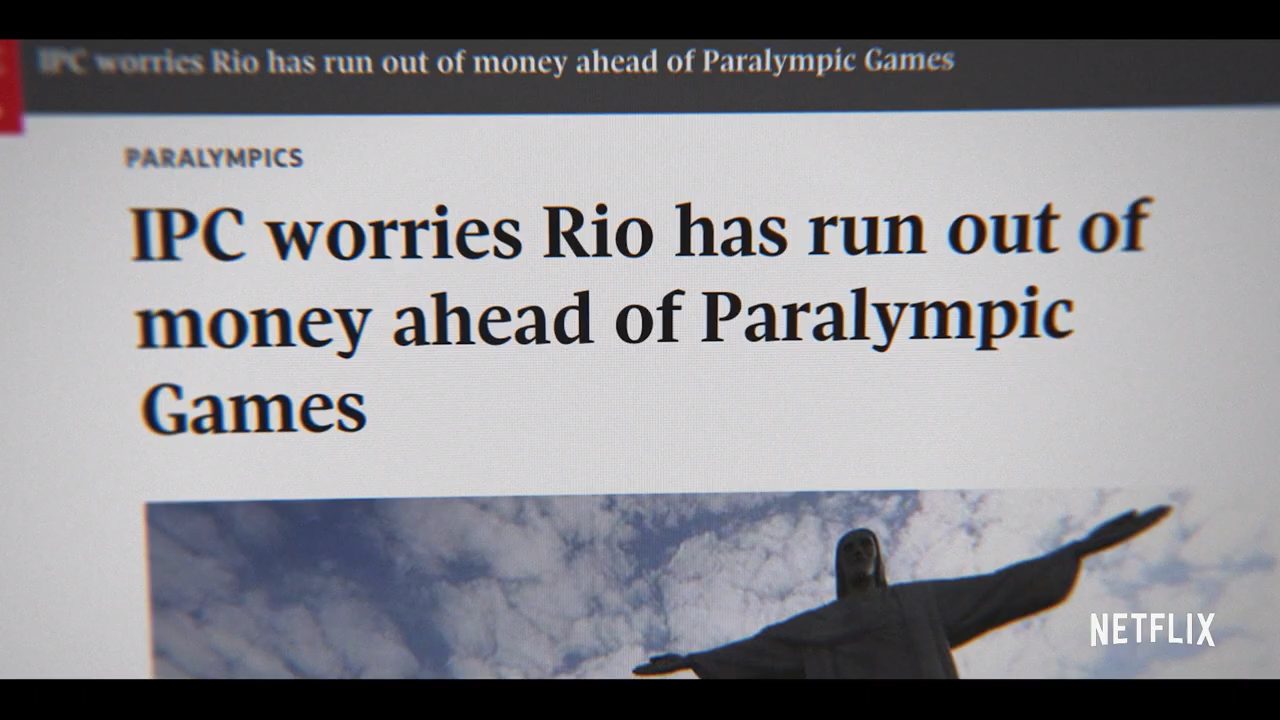 IPC worries Rio has run out of money ahead of Paralympic Games
PARALYMPICS
IPC worries Rio has run out of
money ahead of Paralympic
Games
NETFLIX